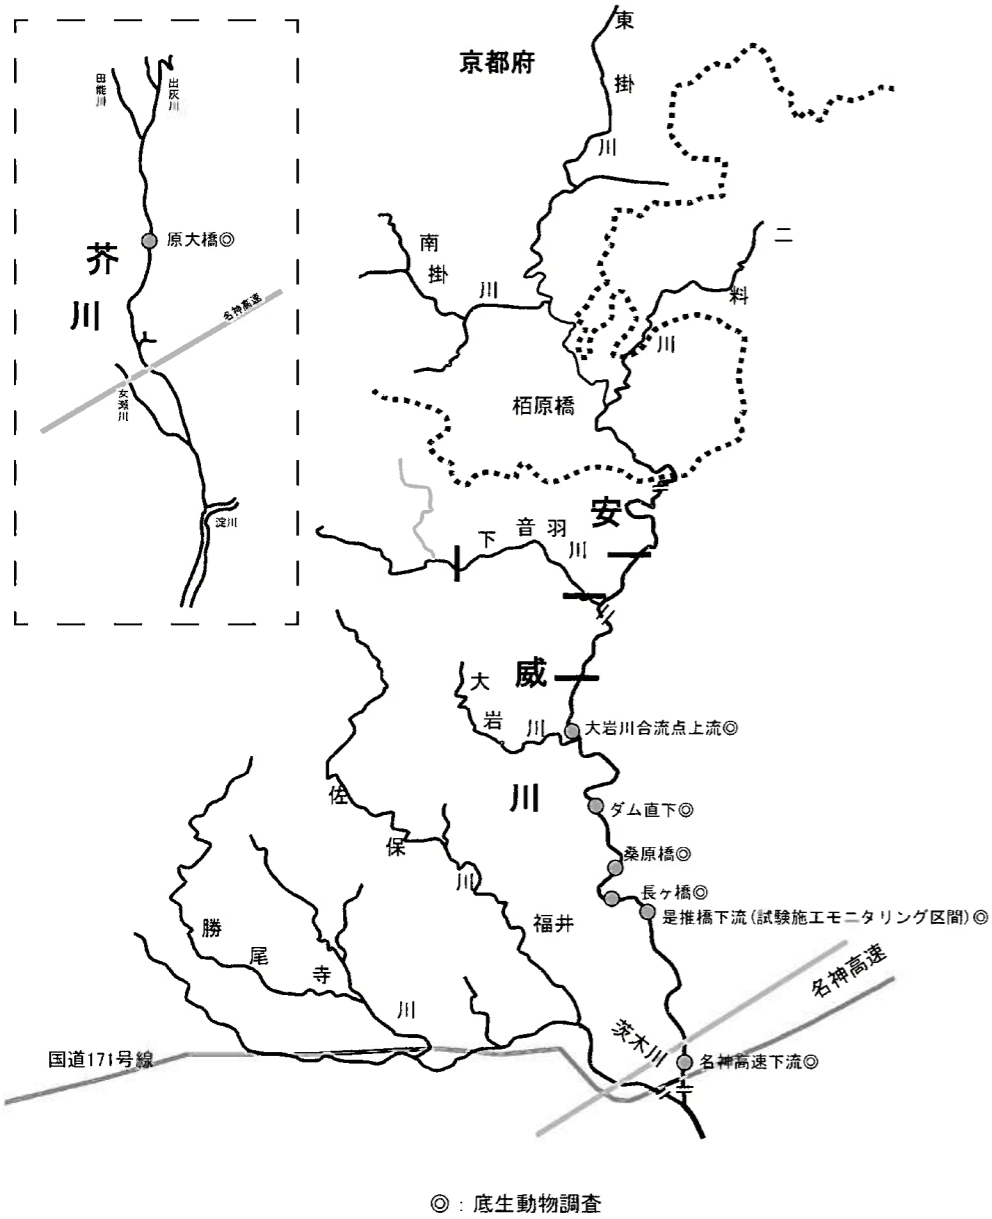 京都府
東掛川
田能川
出灰川
原大橋◎
芥川
名神高速
女瀬川
淀川
南掛川
二料川
栢原橋
安威川
下音羽川
大岩川
大岩川合流点上流◎
ダム直下◎
桑原橋◎
長ヶ橋◎
是推橋下流(試験施工モニタリング区間)◎
佐保川
福井
勝尾寺川
名神高速
茨木川
国道171号線
名神高速下流◎
◎:底生動物調査